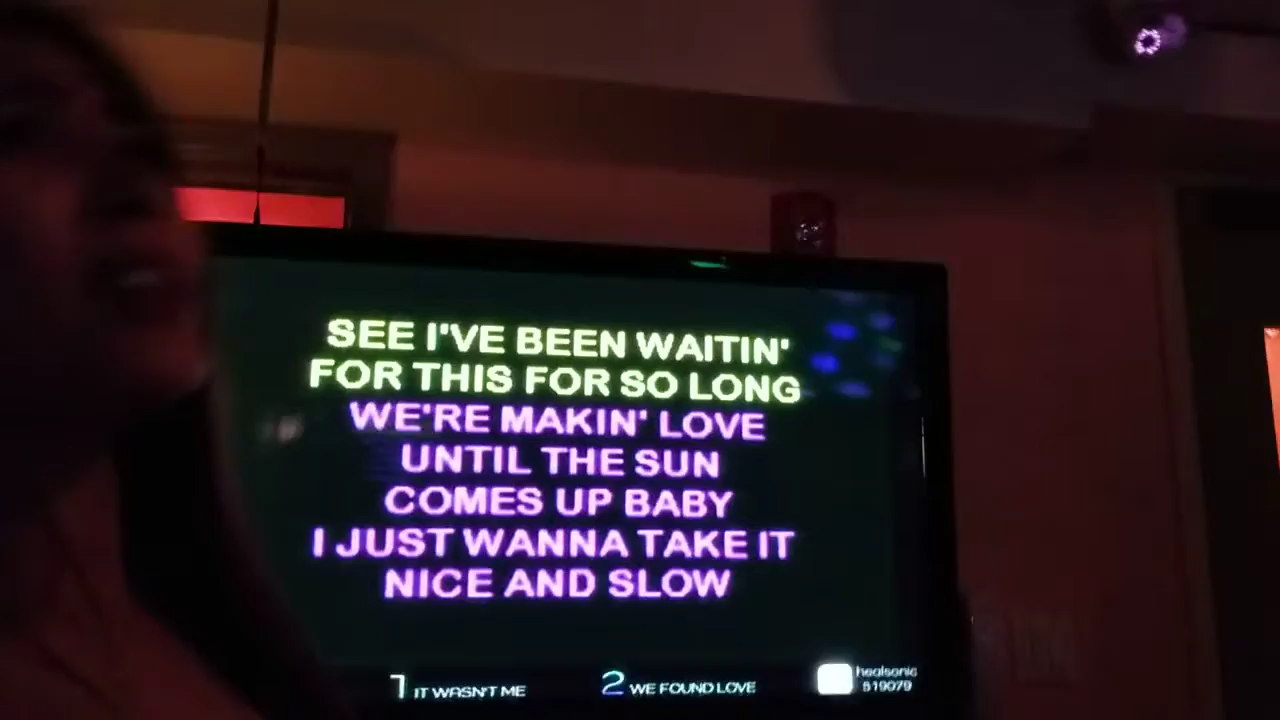 SEE I'VE BEEN WAITIN'
FOR THIS FOR SO LONG
WE'RE MAKIN' LOVE
UNTIL THE SUN
COMES UP BABY
I JUST WANNA TAKE IT
NICE AND SLOW
1 IT WASN'T ME
2 WE FOUND LOVE
healsonic
519079